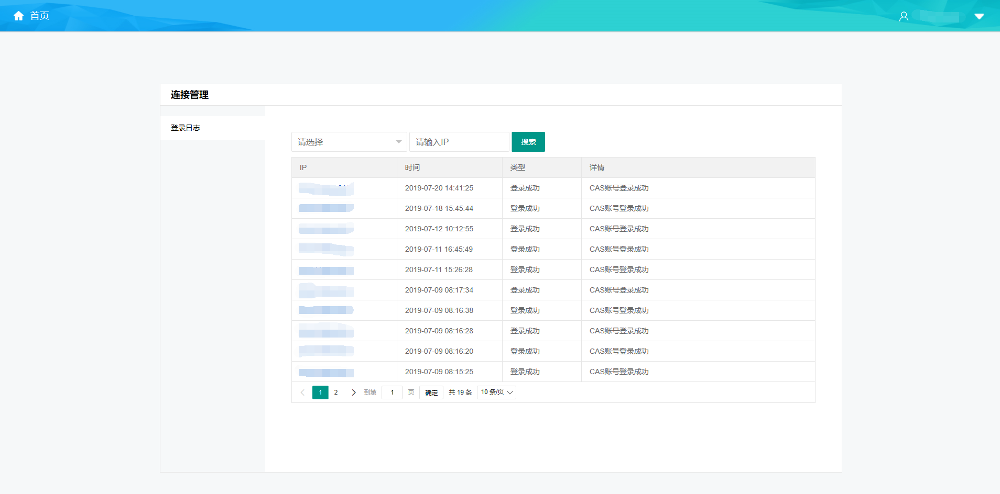 首页
连接管理
登录日志
请选择 请输入IP 搜索
IP 时间 类型 详情
2019-07-20 14:41:25 登录成功 CAS账号登录成功
2019-07-18 15:45:44 登录成功 CAS账号登录成功
2019-07-12 10:12:55 登录成功 CAS账号登录成功
2019-07-11 16:45:49 登录成功 CAS账号登录成功
2019-07-11 15:26:28 登录成功 CAS账号登录成功
2019-07-09 08:17:34 登录成功 CAS账号登录成功
2019-07-09 08:16:38 登录成功 CAS账号登录成功
2019-07-09 08:16:28 登录成功 CAS账号登录成功
2019-07-09 08:16:20 登录成功 CAS账号登录成功
2019-07-09 08:15:25 登录成功 CAS账号登录成功
1 2 到第 1 页 确定 共 19 条 10 条/页